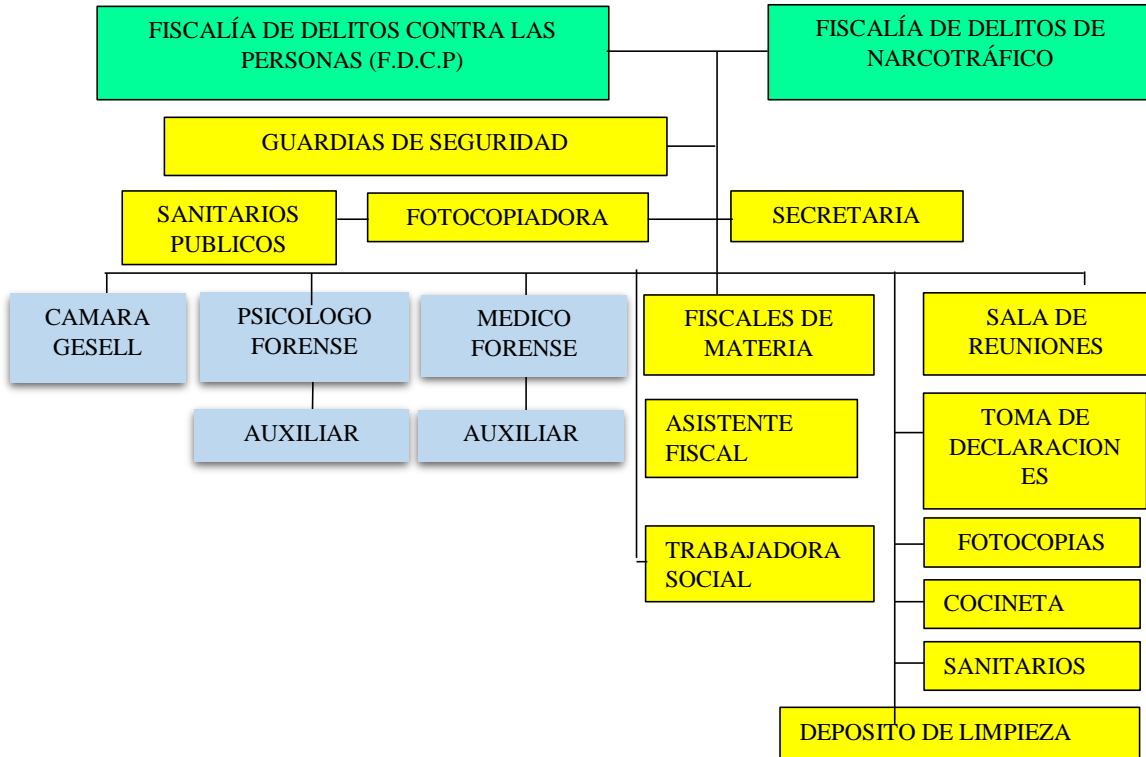 FISCALÍA DE DELITOS CONTRA LAS
PERSONAS (F.D.C.P)
FISCALÍA DE DELITOS DE
NARCOTRÁFICO
GUARDIAS DE SEGURIDAD
SANITARIOS
PUBLICOS
FOTOCOPIADORA
SECRETARIA
CAMARA
GESELL
PSICOLOGO
FORENSE
MEDICO
FORENSE
FISCALES DE
MATERIA
SALA DE
REUNIONES
AUXILIAR
AUXILIAR
ASISTENTE
FISCAL
TOMA DE
DECLARACION
ES
TRABAJADORA
SOCIAL
FOTOCOPIAS
COCINETA
SANITARIOS
DEPOSITO DE LIMPIEZA